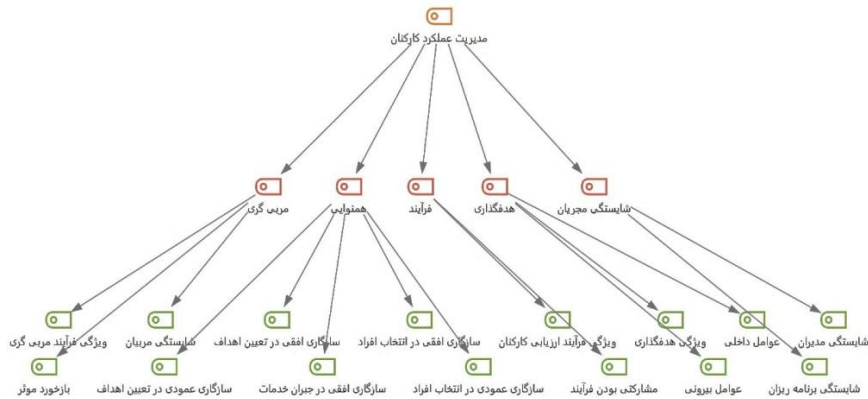 مدیریت عملکرد کارکنان
شایستگی مجریان
هدفگذاری
فرآیند
همنوایی
مربی گری
شایستگی مدیران
عوامل داخلی
ویژگی هدفگذاری
ویژگی فرآیند ارزیابی کارکنان
سازگاری افقی در انتخاب افراد
سازگاری افقی در تعیین اهداف
شایستگی مربیان
ویژگی فرآیند مربی گری
شایستگی برنامه ریزان
عوامل بیرونی
مشارکتی بودن فرآیند
سازگاری عمودی در انتخاب افراد
سازگاری افقی در جبران خدمات
سازگاری عمودی در تعیین اهداف
بازخورد موثر